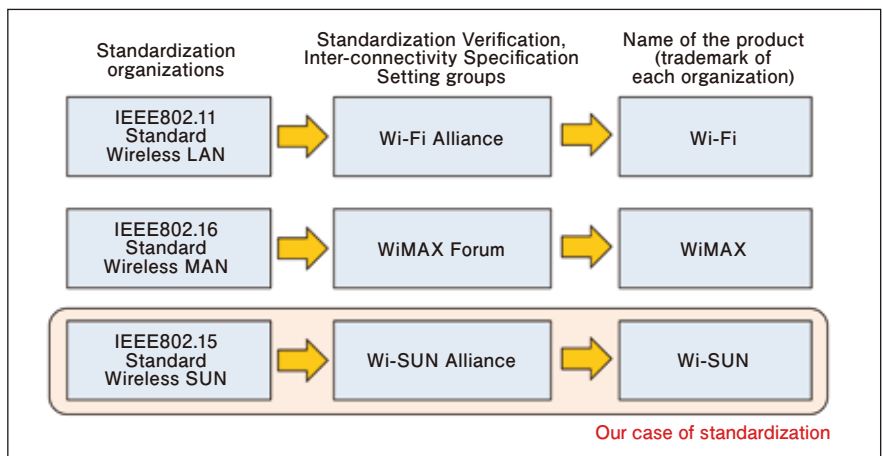 Standardization
organizations
Standardization Verification,
Inter-connectivity Specification
Setting groups
Name of the product
(trademark of
each organization)
IEEE802.11
Standard
Wireless LAN
Wi-Fi Alliance
Wi-Fi
IEEE802.16
Standard
Wireless MAN
WiMAX Forum
WiMAX
IEEE802.15
Standard
Wireless SUN
Wi-SUN Alliance
Wi-SUN
Our case of standardization